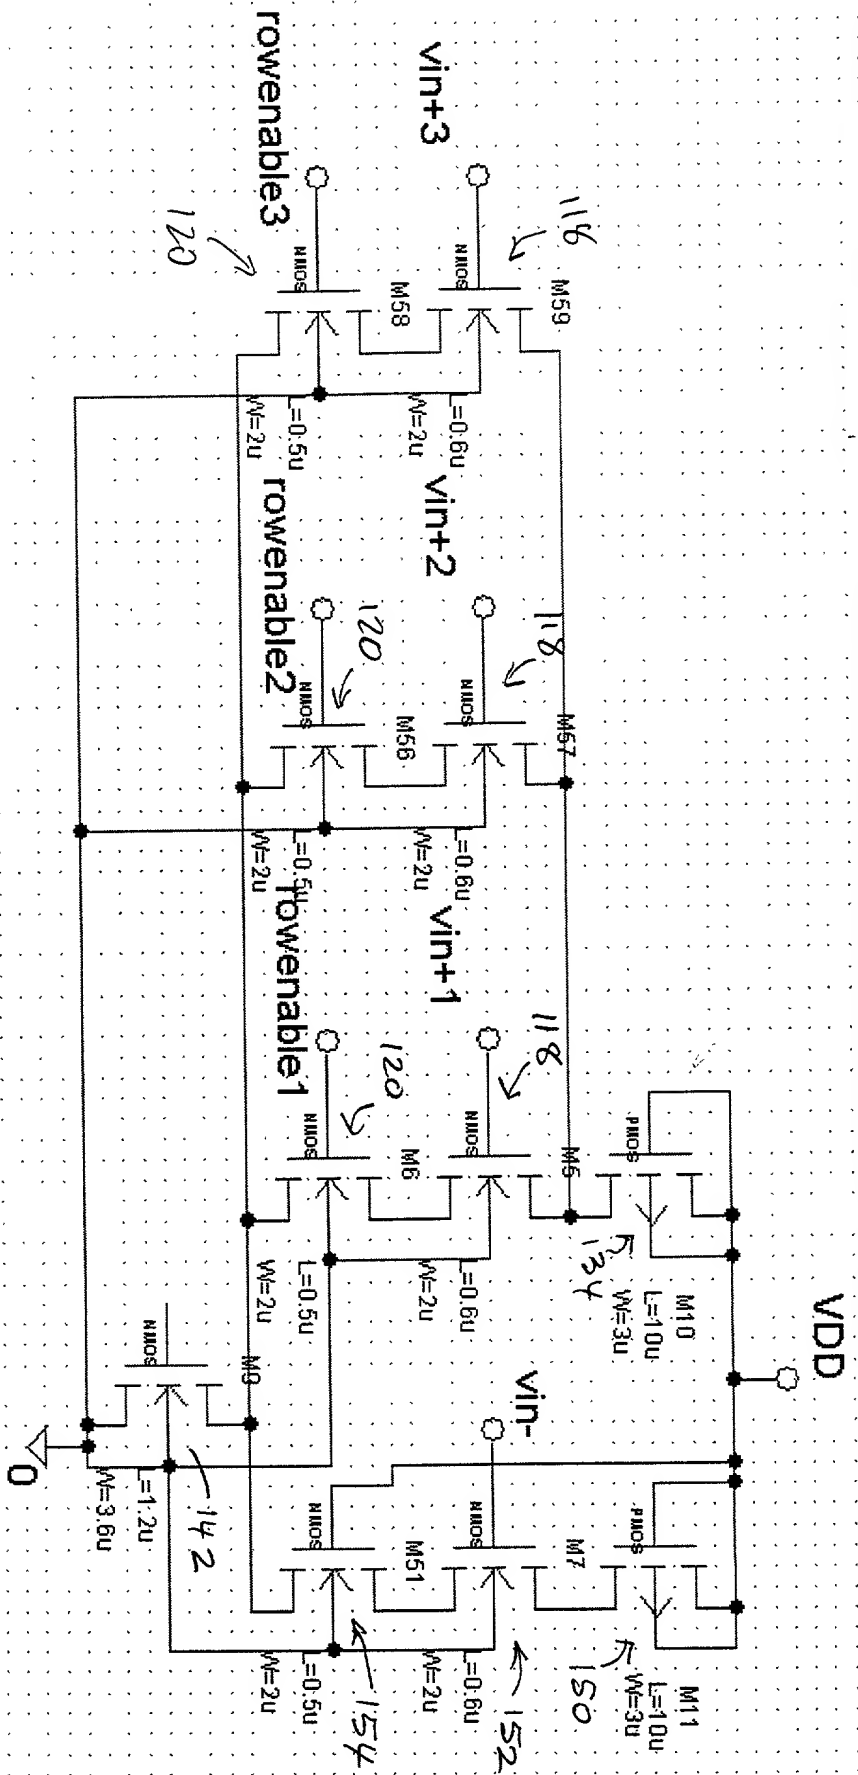 VDD
PMOS
M10
L=10u
W=3u
134
PMOS
M11
L=10u
W=3u
150
vin+3
NMOS
M59
118
L=0.6u
W=2u
vin+2
NMOS
M57
118
L=0.6u
W=2u
vin+1
NMOS
M5
118
L=0.6u
W=2u
vin-
NMOS
M7
L=0.6u
W=2u
152
rowenable3
NMOS
M58
120
L=0.5u
W=2u
rowenable2
NMOS
M56
120
L=0.5u
W=2u
rowenable1
NMOS
M6
120
L=0.5u
W=2u
NMOS
M51
L=0.5u
W=2u
154
NMOS
M9
142
L=1.2u
W=3.6u
0